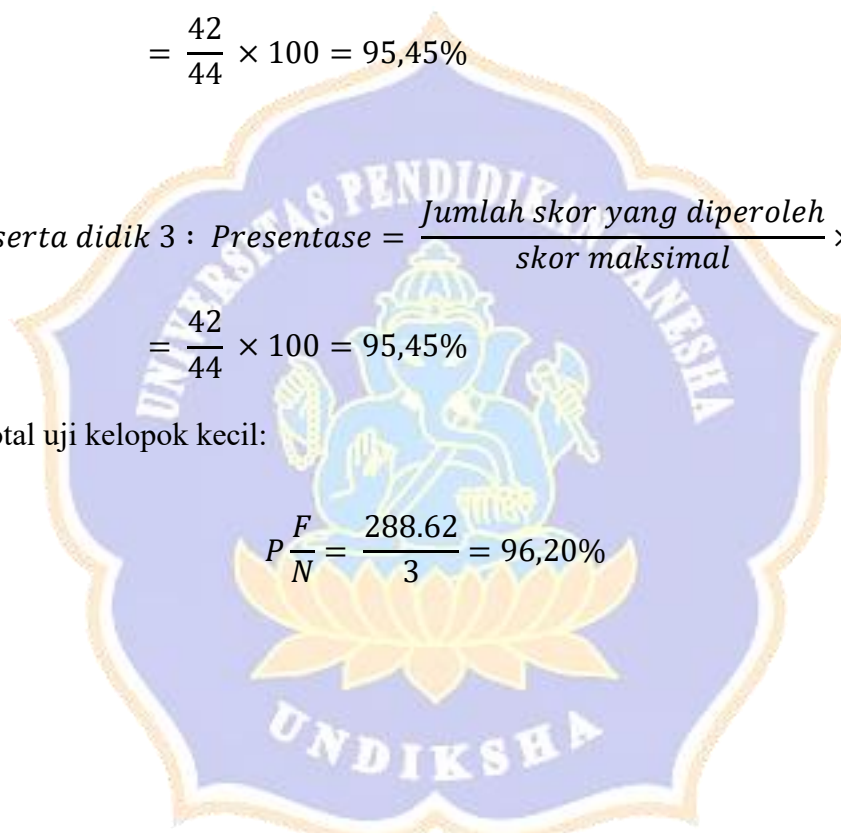 = 42/44 × 100 = 95,45%
serta didik 3 : Presentase = Jumlah skor yang diperoleh/skor maksimal ×
= 42/44 × 100 = 95,45%
otal uji kelopok kecil:
P F/N = 288.62/3 = 96,20%
UNIVERSITAS PENDIDIKAN GANESHA
UNDIKSHA